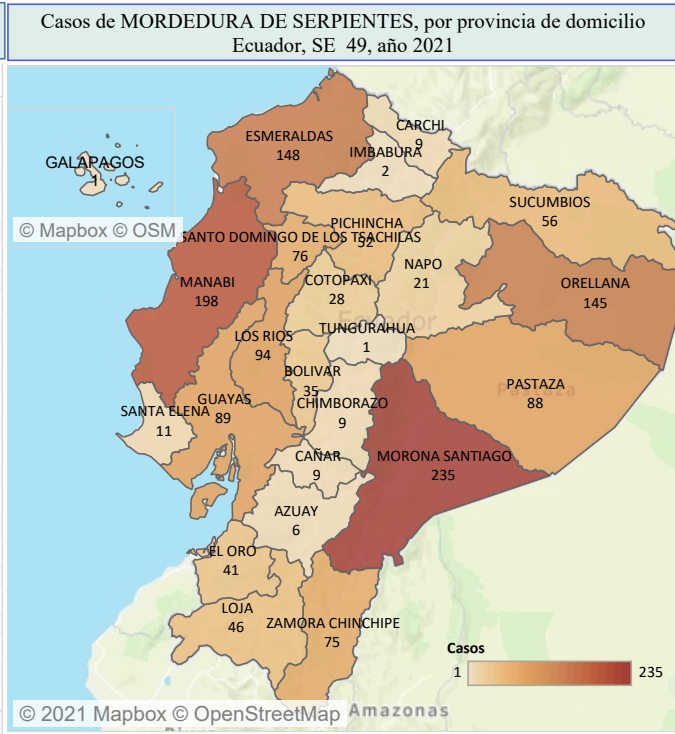 Casos de MORDEDURA DE SERPIENTES, por provincia de domicilio
Ecuador, SE 49, año 2021
CARCHI
9
ESMERALDAS
148
IMBABURA
2
GALAPAGOS
1
SUCUMBIOS
56
© Mapbox © OSM
PICHINCHA
52
SANTO DOMINGO DE LOS TSACHILAS
76
NAPO
21
COTOPAXI
28
MANABI
198
ORELLANA
145
Ecuador
TUNGURAHUA
1
LOS RIOS
94
BOLIVAR
35
PASTAZA
88
Pastaza
GUAYAS
89
CHIMBORAZO
9
SANTA ELENA
11
CAÑAR
9
MORONA SANTIAGO
235
AZUAY
6
EL ORO
41
LOJA
46
ZAMORA CHINCHIPE
75
Casos
1 235
© 2021 Mapbox © OpenStreetMap
Amazonas